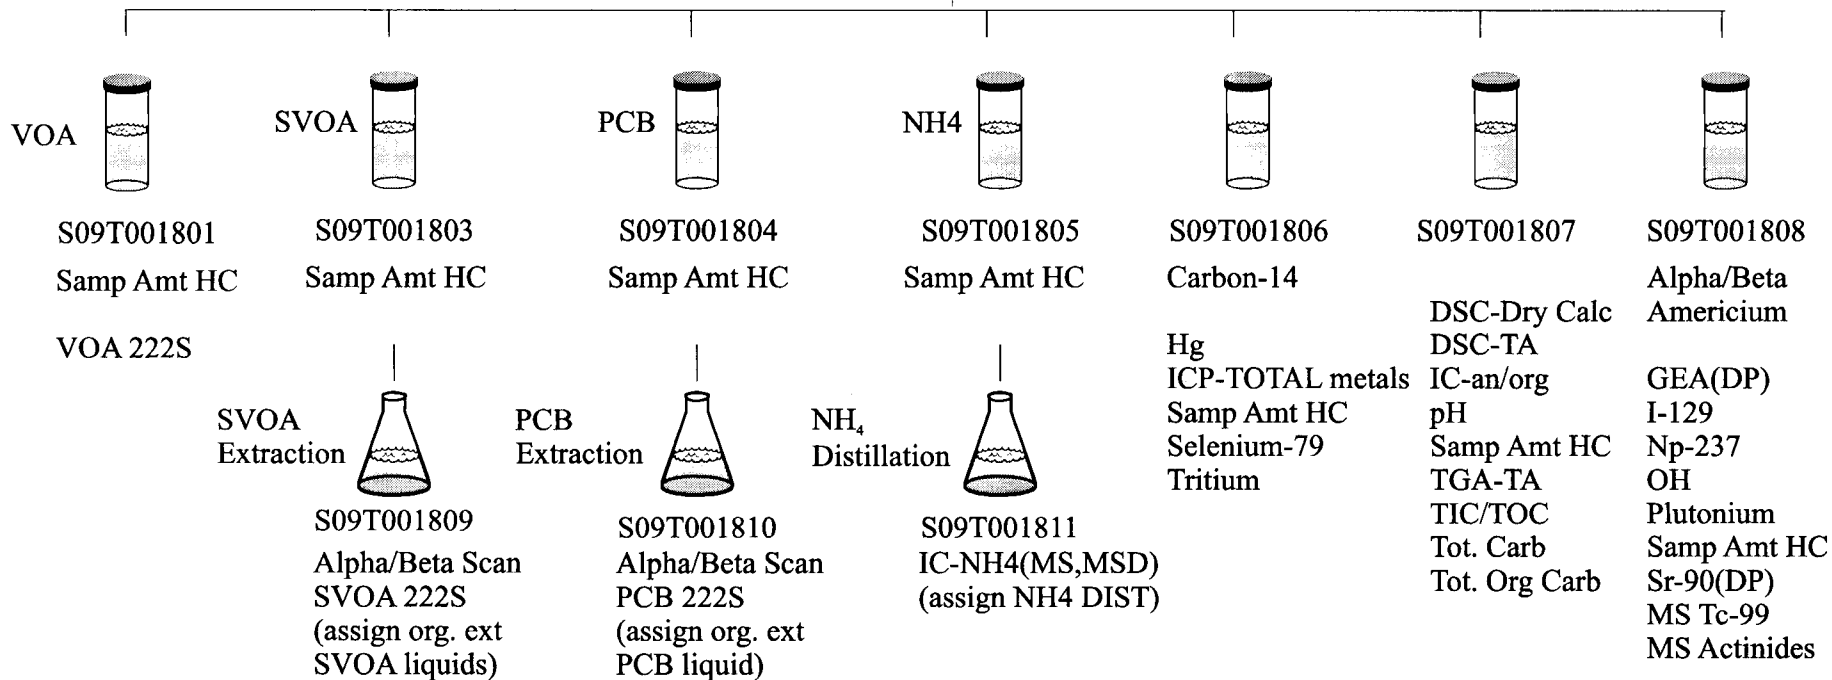 VOA
SVOA
PCB
NH4
S09T001801
Samp Amt HC
VOA 222S
S09T001803
Samp Amt HC
SVOA
Extraction
S09T001809
Alpha/Beta Scan
SVOA 222S
(assign org. ext
SVOA liquids)
S09T001804
Samp Amt HC
PCB
Extraction
S09T001810
Alpha/Beta Scan
PCB 222S
(assign org. ext
PCB liquid)
S09T001805
Samp Amt HC
NH₄
Distillation
S09T001811
IC-NH4(MS,MSD)
(assign NH4 DIST)
S09T001806
Carbon-14
Hg
ICP-TOTAL metals
Samp Amt HC
Selenium-79
Tritium
S09T001807
DSC-Dry Calc
DSC-TA
IC-an/org
pH
Samp Amt HC
TGA-TA
TIC/TOC
Tot. Carb
Tot. Org Carb
S09T001808
Alpha/Beta
Americium
GEA(DP)
I-129
Np-237
OH
Plutonium
Samp Amt HC
Sr-90(DP)
MS Tc-99
MS Actinides